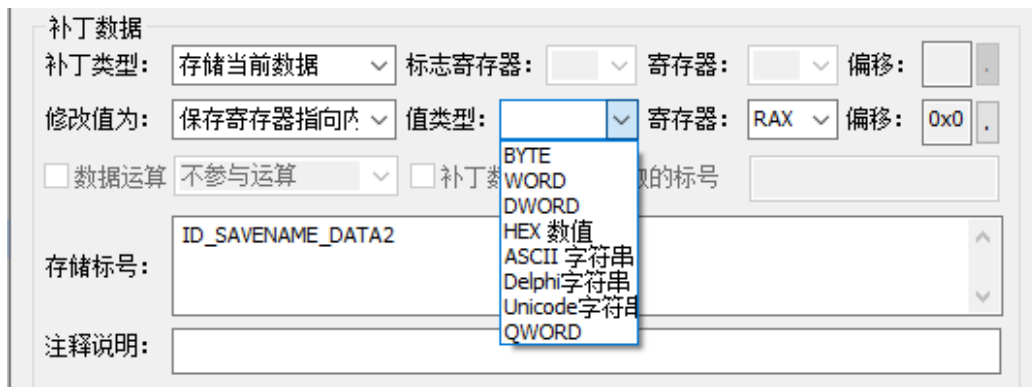 补丁数据
补丁类型: 存储当前数据 标志寄存器: 寄存器: 偏移: .
修改值为: 保存寄存器指向内 值类型: 寄存器: RAX 偏移: 0x0 .
数据运算 不参与运算 补丁数 的标号
BYTE
WORD
DWORD
HEX 数值
ASCII 字符串
Delphi字符串
Unicode字符串
QWORD
存储标号: ID_SAVENAME_DATA2
注释说明: